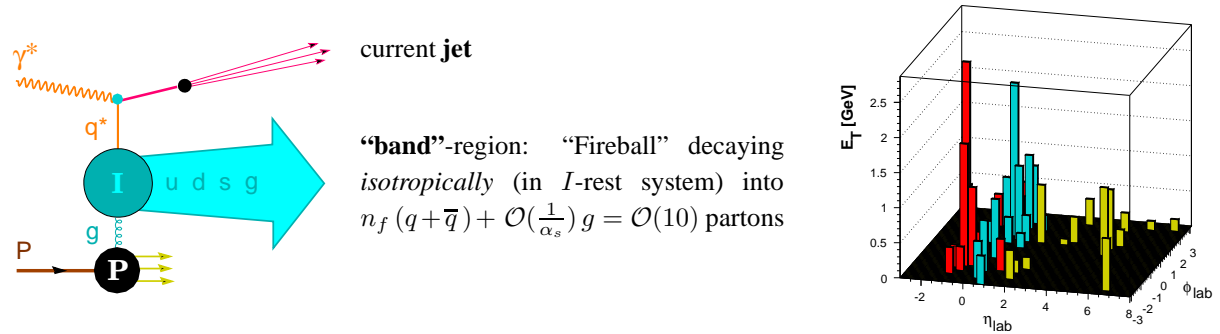 γ*
q*
I
u d s g
g
P
P
current jet
“band”-region: “Fireball” decaying
isotropically (in I-rest system) into
n_f (q+q̅) + 𝒪(1/α_s) g = 𝒪(10) partons
E_T [GeV]
2.5
2
1.5
1
0.5
0
-2 0 2 4 6 8
η_lab
-3 -2 -1 0 1 2 3
ϕ_lab